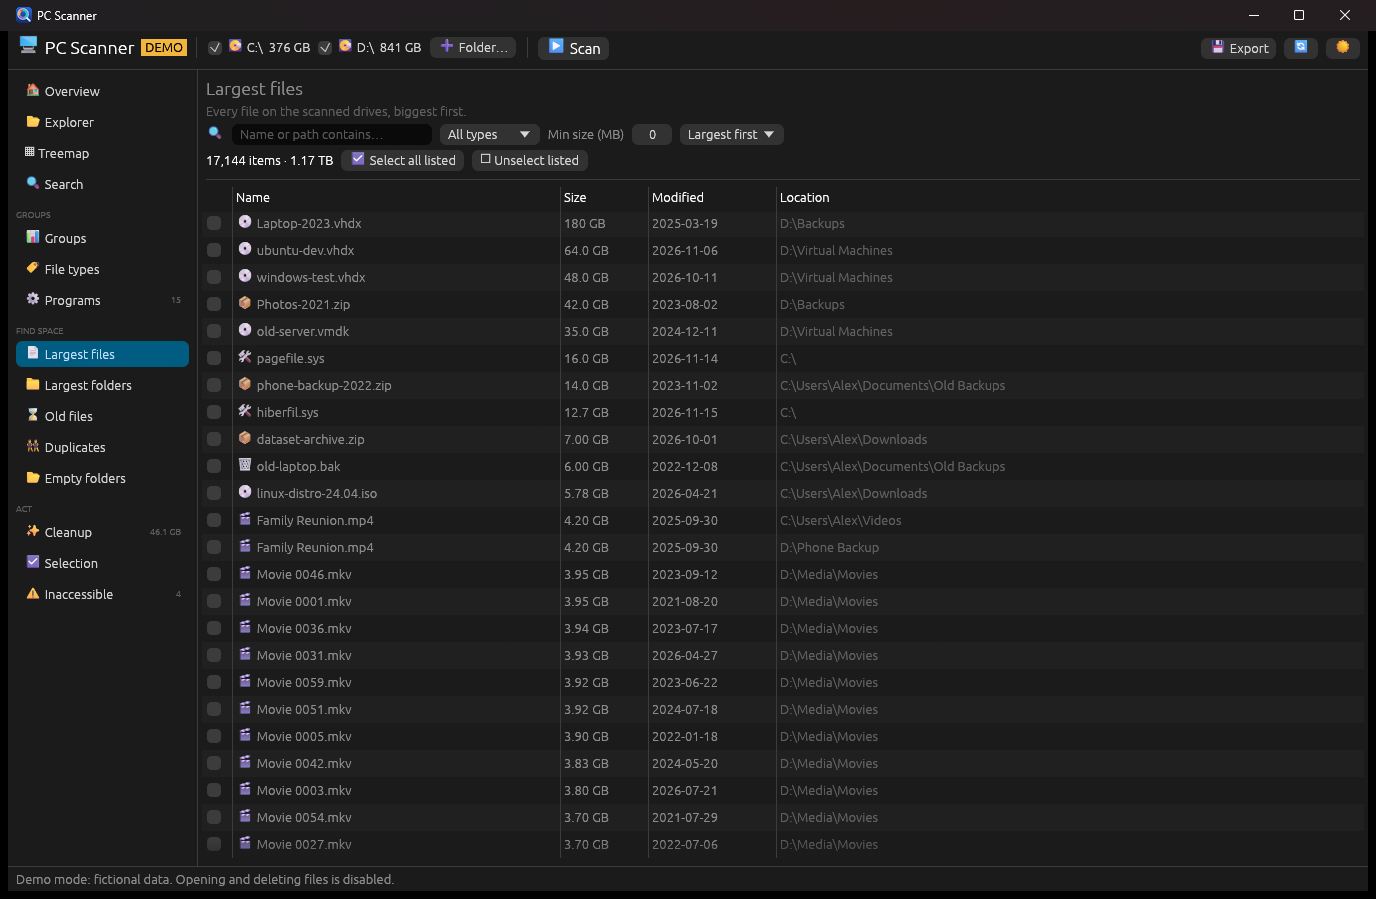 PC Scanner
PC Scanner DEMO C:\ 376 GB D:\ 841 GB Folder... Scan Export
Overview
Explorer
Treemap
Search
GROUPS
Groups
File types
Programs 15
FIND SPACE
Largest files
Largest folders
Old files
Duplicates
Empty folders
ACT
Cleanup 46.1 GB
Selection
Inaccessible 4
Largest files
Every file on the scanned drives, biggest first.
Name or path contains... All types Min size (MB) 0 Largest first
17,144 items · 1.17 TB Select all listed Unselect listed
Name Size Modified Location
Laptop-2023.vhdx 180 GB 2025-03-19 D:\Backups
ubuntu-dev.vhdx 64.0 GB 2026-11-06 D:\Virtual Machines
windows-test.vhdx 48.0 GB 2026-10-11 D:\Virtual Machines
Photos-2021.zip 42.0 GB 2023-08-02 D:\Backups
old-server.vmdk 35.0 GB 2024-12-11 D:\Virtual Machines
pagefile.sys 16.0 GB 2026-11-14 C:\
phone-backup-2022.zip 14.0 GB 2023-11-02 C:\Users\Alex\Documents\Old Backups
hiberfil.sys 12.7 GB 2026-11-15 C:\
dataset-archive.zip 7.00 GB 2026-10-01 C:\Users\Alex\Downloads
old-laptop.bak 6.00 GB 2022-12-08 C:\Users\Alex\Documents\Old Backups
linux-distro-24.04.iso 5.78 GB 2026-04-21 C:\Users\Alex\Downloads
Family Reunion.mp4 4.20 GB 2025-09-30 C:\Users\Alex\Videos
Family Reunion.mp4 4.20 GB 2025-09-30 D:\Phone Backup
Movie 0046.mkv 3.95 GB 2023-09-12 D:\Media\Movies
Movie 0001.mkv 3.95 GB 2021-08-20 D:\Media\Movies
Movie 0036.mkv 3.94 GB 2023-07-17 D:\Media\Movies
Movie 0031.mkv 3.93 GB 2026-04-27 D:\Media\Movies
Movie 0059.mkv 3.92 GB 2023-06-22 D:\Media\Movies
Movie 0051.mkv 3.92 GB 2024-07-18 D:\Media\Movies
Movie 0005.mkv 3.90 GB 2022-01-18 D:\Media\Movies
Movie 0042.mkv 3.83 GB 2024-05-20 D:\Media\Movies
Movie 0003.mkv 3.80 GB 2026-07-21 D:\Media\Movies
Movie 0054.mkv 3.70 GB 2021-07-29 D:\Media\Movies
Movie 0027.mkv 3.70 GB 2022-07-06 D:\Media\Movies
Demo mode: fictional data. Opening and deleting files is disabled.